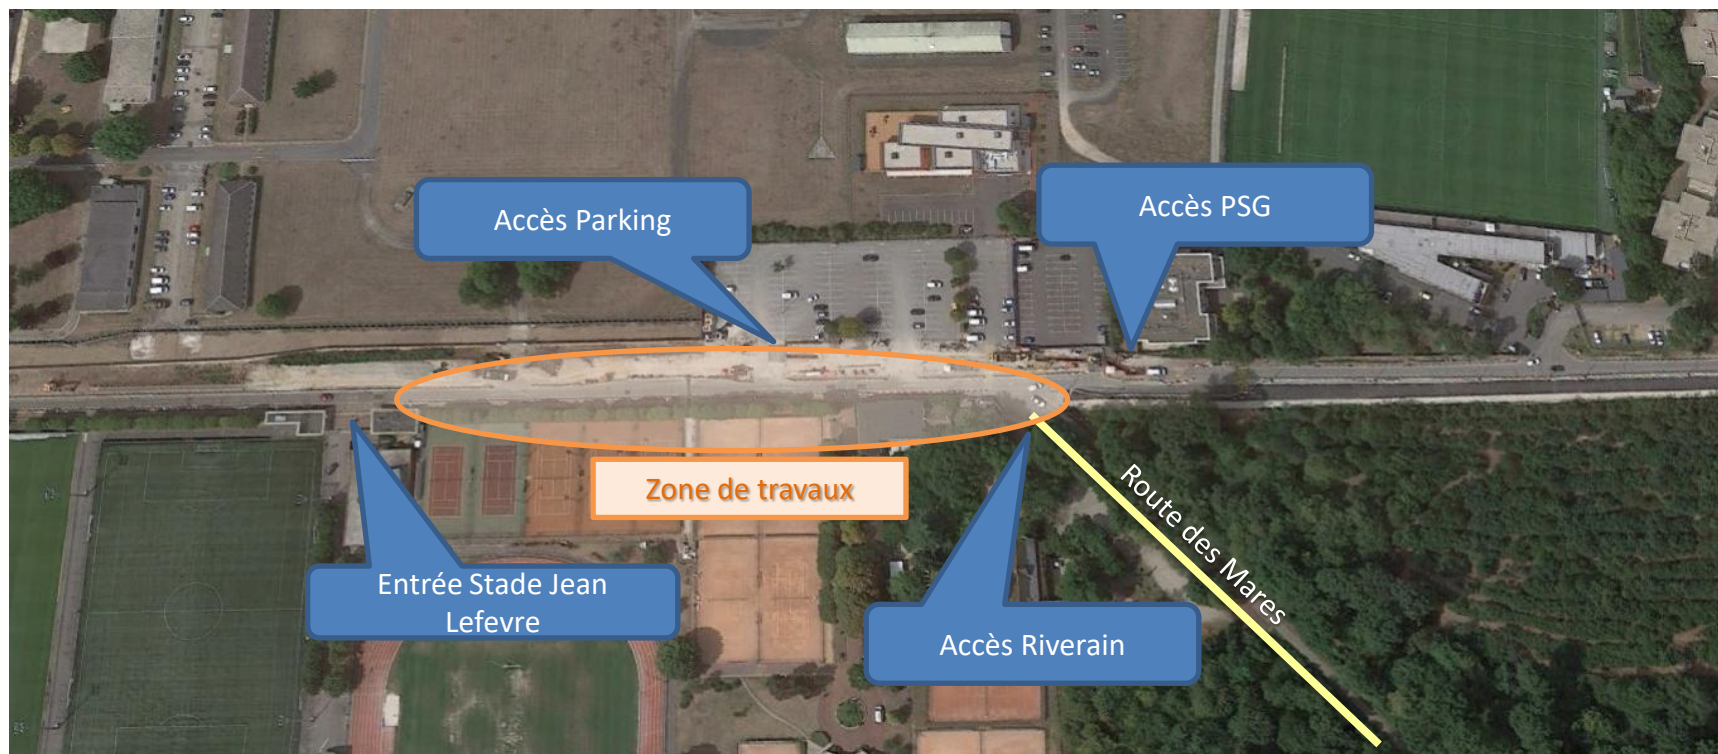 Accès Parking
Accès PSG
Zone de travaux
Route des Mares
Entrée Stade Jean
Lefevre
Accès Riverain